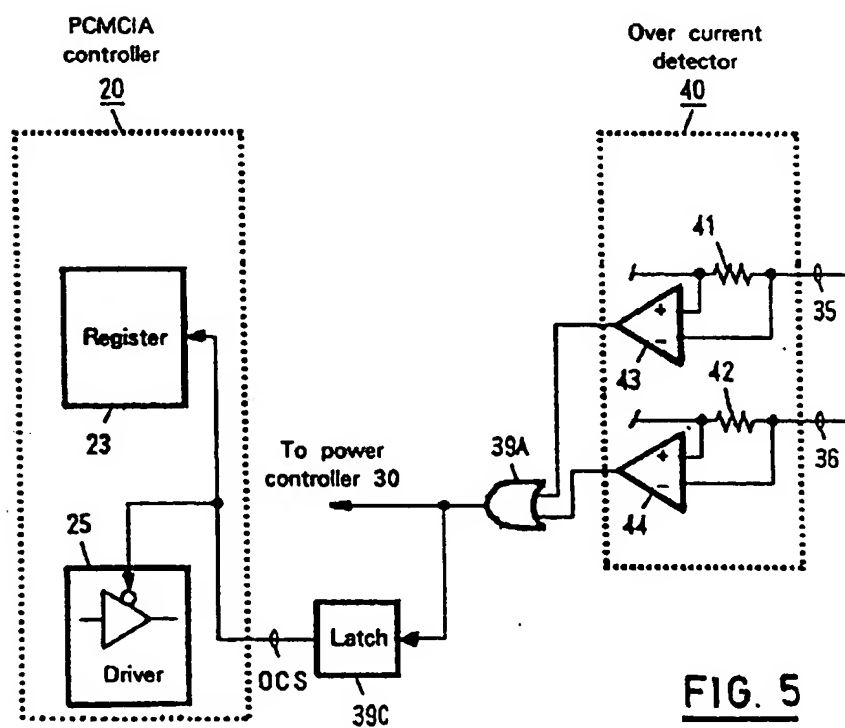 PCMCIA
controller
20
Over current
detector
40
41
35
+
−
43
42
36
+
−
44
Register
23
To power
controller 30
39A
25
Driver
OCS
Latch
39C
FIG. 5